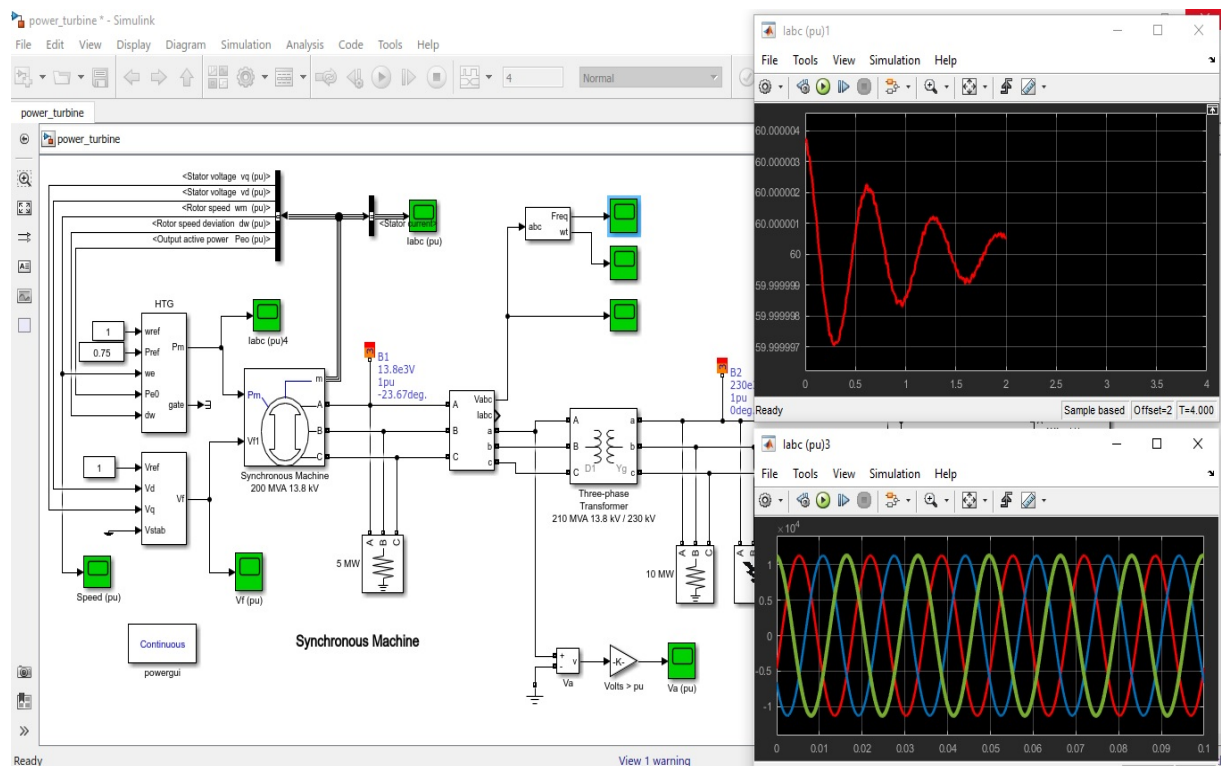 power_turbine * - Simulink
File Edit View Display Diagram Simulation Analysis Code Tools Help
4
Normal
power_turbine
power_turbine
<Stator voltage vq (pu)>
<Stator voltage vd (pu)>
<Rotor speed wm (pu)>
<Rotor speed deviation dw (pu)>
<Output active power Peo (pu)>
<Stator current>
Iabc (pu)
abc
Freq
wt
HTG
1
wref
0.75
Pref
we
Pe0
dw
Pm
gate
Iabc (pu)4
Pm
m
A
B
C
Vf1
Synchronous Machine
200 MVA 13.8 kV
B1
13.8e3V
1pu
-23.67deg.
A
B
C
Vabc
Iabc
a
b
c
A
B
C
a
b
c
D1 Yg
Three-phase
Transformer
210 MVA 13.8 kV / 230 kV
B2
230e
1pu
0deg
1
Vref
Vd
Vq
Vstab
Vf
Speed (pu)
Vf (pu)
A B C
5 MW
A B C
10 MW
A B
Continuous
powergui
Synchronous Machine
+
-
v
Va
-K-
Volts > pu
Va (pu)
Ready
View 1 warning
Iabc (pu)1
File Tools View Simulation Help
60.000004
60.000003
60.000002
60.000001
60
59.999999
59.999998
59.999997
0 0.5 1 1.5 2 2.5 3 3.5 4
Ready
Sample based Offset=2 T=4.000
Iabc (pu)3
File Tools View Simulation Help
×10⁴
1
0.5
0
-0.5
-1
0 0.01 0.02 0.03 0.04 0.05 0.06 0.07 0.08 0.09 0.1